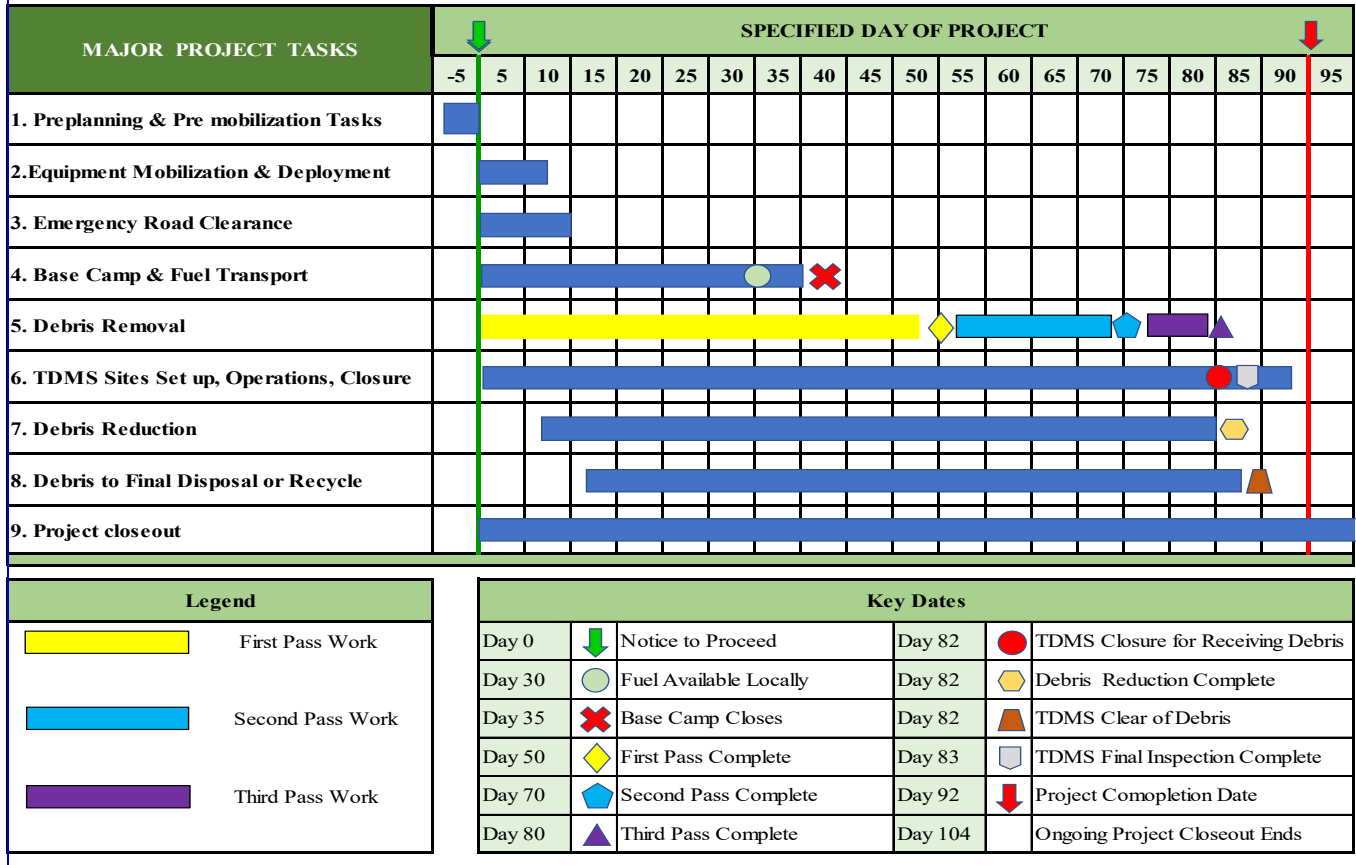 MAJOR PROJECT TASKS
SPECIFIED DAY OF PROJECT
-5 5 10 15 20 25 30 35 40 45 50 55 60 65 70 75 80 85 90 95
1. Preplanning & Pre mobilization Tasks
2.Equipment Mobilization & Deployment
3. Emergency Road Clearance
4. Base Camp & Fuel Transport
5. Debris Removal
6. TDMS Sites Set up, Operations, Closure
7. Debris Reduction
8. Debris to Final Disposal or Recycle
9. Project closeout
Legend
First Pass Work
Second Pass Work
Third Pass Work
Key Dates
Day 0 Notice to Proceed Day 82 TDMS Closure for Receiving Debris
Day 30 Fuel Available Locally Day 82 Debris Reduction Complete
Day 35 Base Camp Closes Day 82 TDMS Clear of Debris
Day 50 First Pass Complete Day 83 TDMS Final Inspection Complete
Day 70 Second Pass Complete Day 92 Project Comopletion Date
Day 80 Third Pass Complete Day 104 Ongoing Project Closeout Ends